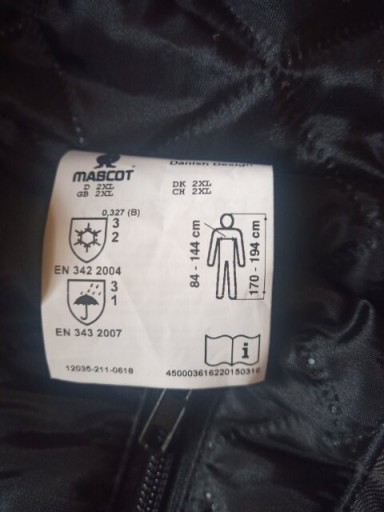 MASCOT
Danish Design
D 2XL
GB 2XL
DK 2XL
CH 2XL
0,327 (B)
3
2
EN 342 2004
3
1
EN 343 2007
84 - 144 cm
170 - 194 cm
i
12035-211-0618
450003616220150316